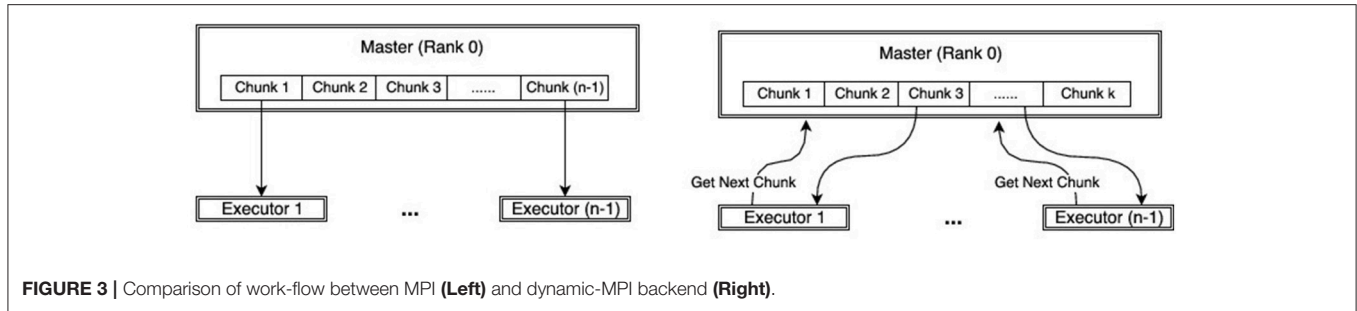 Master (Rank 0)
Chunk 1 Chunk 2 Chunk 3 ...... Chunk (n-1)
Executor 1 ... Executor (n-1)
Master (Rank 0)
Chunk 1 Chunk 2 Chunk 3 ...... Chunk k
Get Next Chunk Get Next Chunk
Executor 1 ... Executor (n-1)
FIGURE 3 | Comparison of work-flow between MPI (Left) and dynamic-MPI backend (Right).